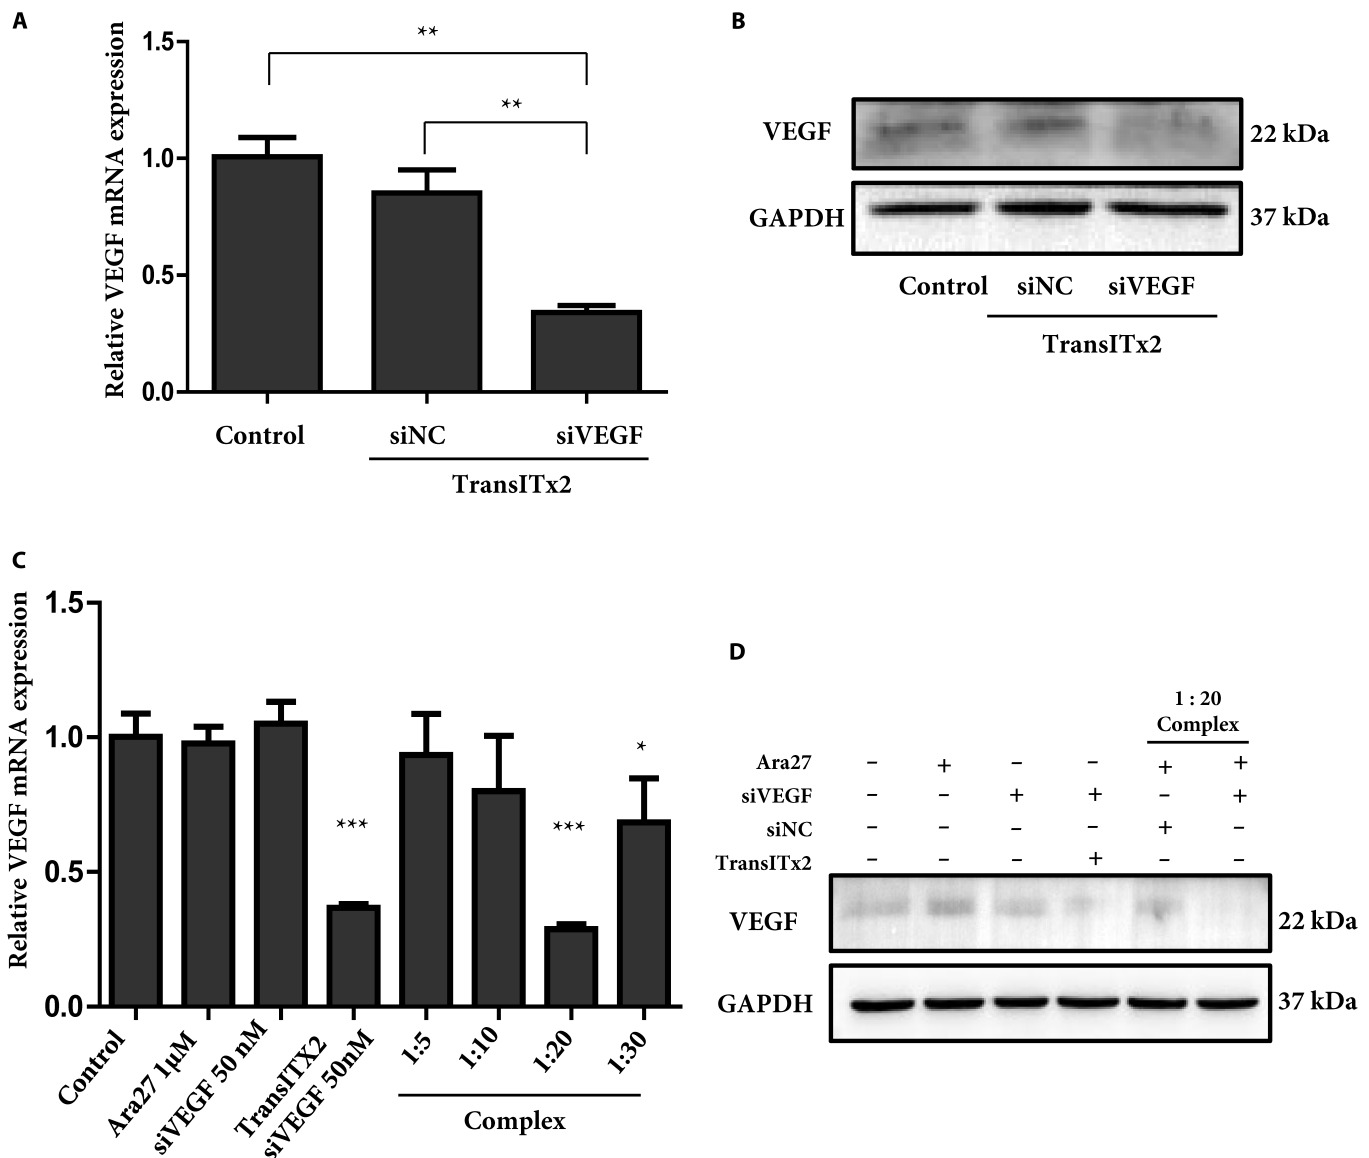 A
Relative VEGF mRNA expression
1.5
1.0
0.5
0.0
**
**
Control
siNC
siVEGF
TransITx2
B
VEGF
22 kDa
GAPDH
37 kDa
Control
siNC
siVEGF
TransITx2
C
Relative VEGF mRNA expression
1.5
1.0
0.5
0.0
***
***
*
Control
Ara27 1μM
siVEGF 50 nM
TransITX2
siVEGF 50nM
1:5
1:10
1:20
1:30
Complex
D
1 : 20
Complex
Ara27 – + – – + +
siVEGF – – + + – +
siNC – – – – + –
TransITx2 – – – + – –
VEGF
22 kDa
GAPDH
37 kDa